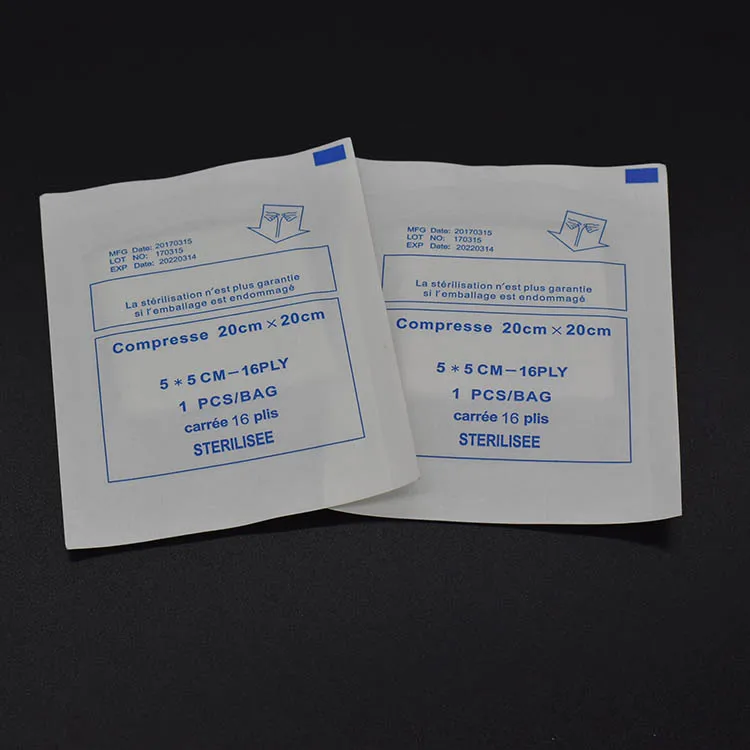 MFG Date: 20170315
LOT NO: 170315
EXP Date: 20220314
La stérilisation n'est plus garantie
si l'emballage est endommagé
Compresse 20cm×20cm
5*5CM-16PLY
1 PCS/BAG
carrée 16 plis
STERILISEE
MFG Date: 20170315
LOT NO: 170315
EXP Date: 20220314
La stérilisation n'est plus garantie
si l'emballage est endommagé
Compresse 20cm×20cm
5*5CM-16PLY
1 PCS/BAG
carrée 16 plis
STERILISEE